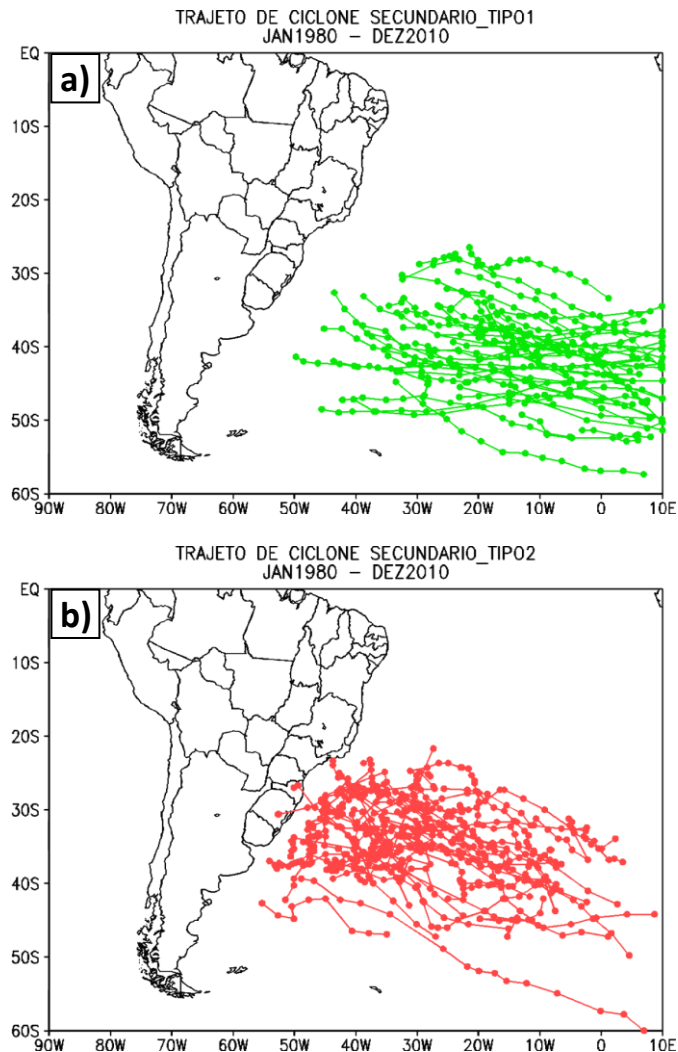 TRAJETO DE CICLONE SECUNDARIO_TIPO1
JAN1980 – DEZ2010
a)
EQ
10S
20S
30S
40S
50S
60S
90W 80W 70W 60W 50W 40W 30W 20W 10W 0 10E
TRAJETO DE CICLONE SECUNDARIO_TIPO2
JAN1980 – DEZ2010
b)
EQ
10S
20S
30S
40S
50S
60S
90W 80W 70W 60W 50W 40W 30W 20W 10W 0 10E